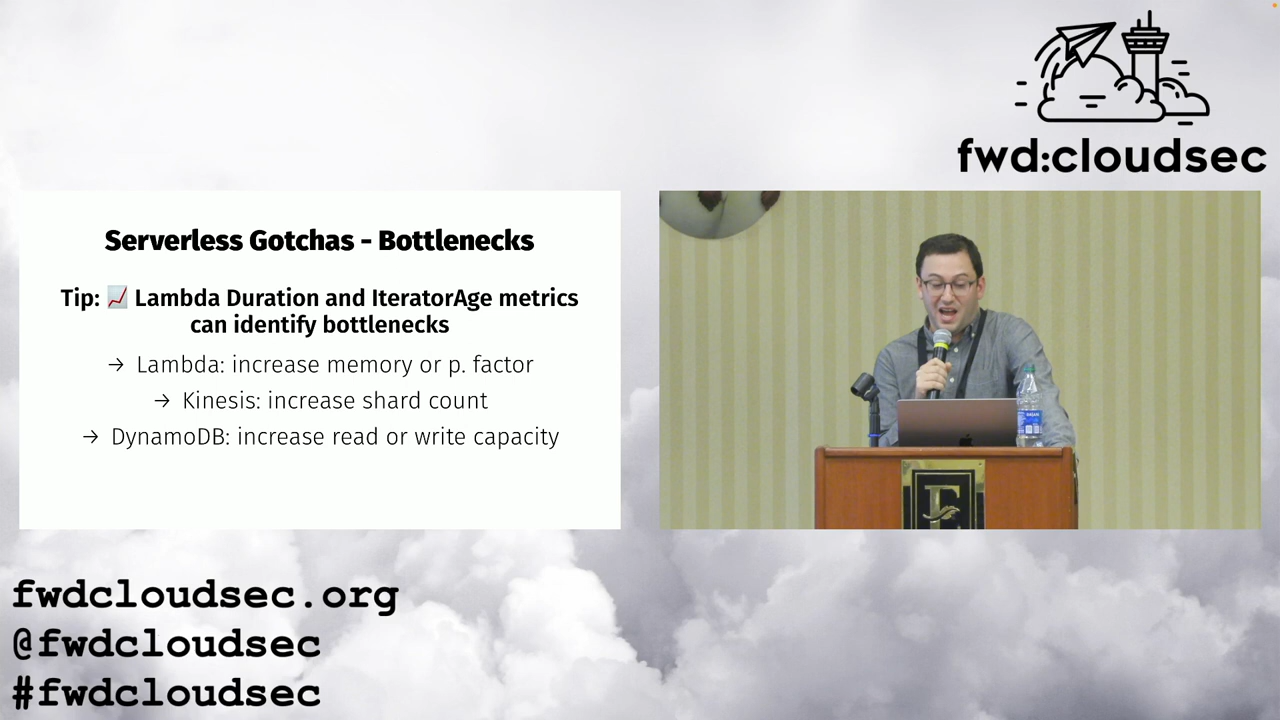 fwd:cloudsec
Serverless Gotchas - Bottlenecks
Tip: 📈 Lambda Duration and IteratorAge metrics
can identify bottlenecks
→ Lambda: increase memory or p. factor
→ Kinesis: increase shard count
→ DynamoDB: increase read or write capacity
E
fwdcloudsec.org
@fwdcloudsec
#fwdcloudsec